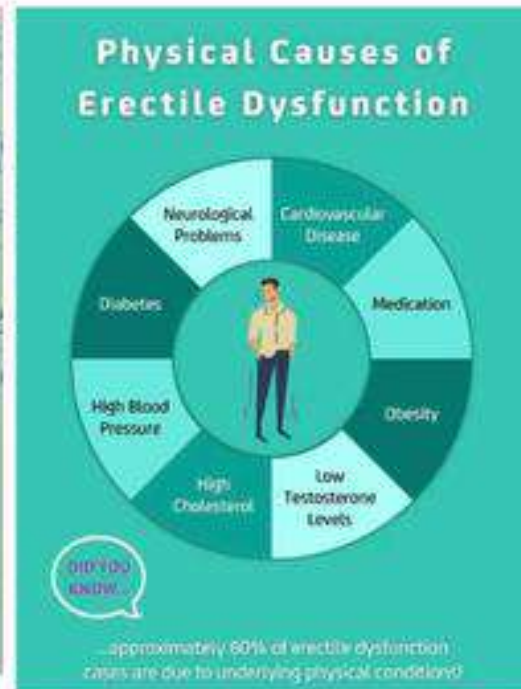 Physical Causes of
Erectile Dysfunction
Neurological
Problems
Cardiovascular
Disease
Diabetes
Medication
High Blood
Pressure
Obesity
High
Cholesterol
Low
Testosterone
Levels
DID YOU
KNOW...
...approximately of erectile dysfunction
cases are due to underlying physical conditions!